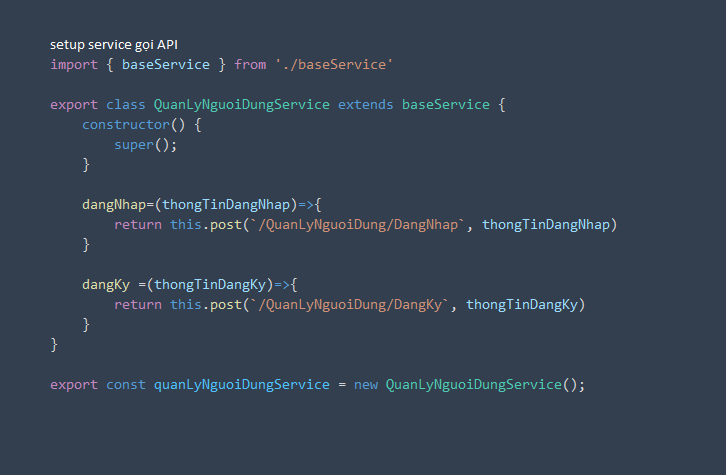 setup service gọi API
import { baseService } from './baseService'
export class QuanLyNguoiDungService extends baseService {
constructor() {
super();
}
dangNhap=(thongTinDangNhap)=>{
return this.post(`/QuanLyNguoiDung/DangNhap`, thongTinDangNhap)
}
dangKy =(thongTinDangKy)=>{
return this.post(`/QuanLyNguoiDung/DangKy`, thongTinDangKy)
}
}
export const quanLyNguoiDungService = new QuanLyNguoiDungService();